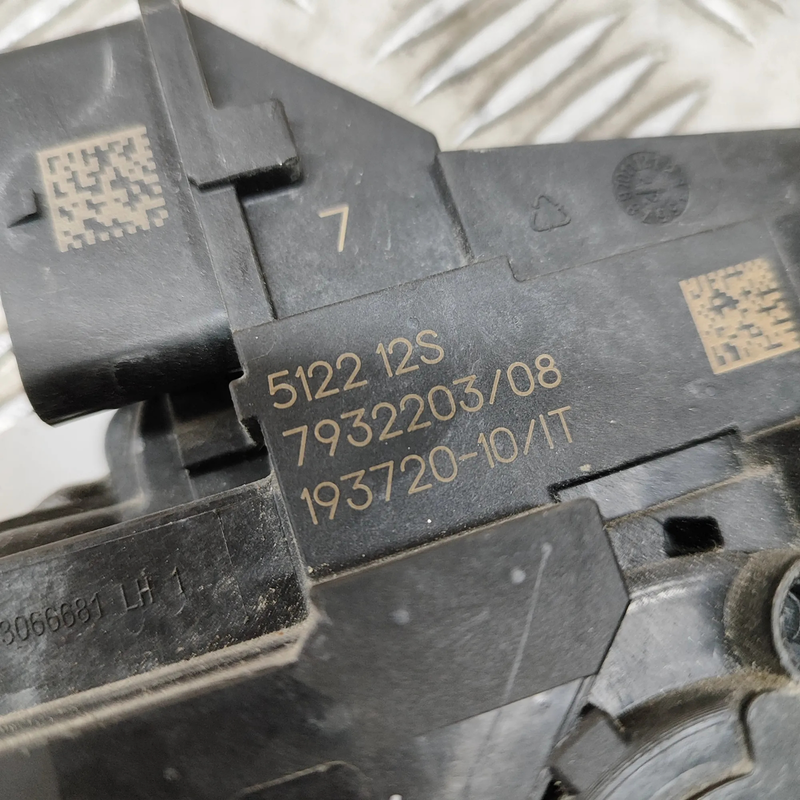 7
5122 12S
7932203/08
193720-10/IT
3066681 LH 1